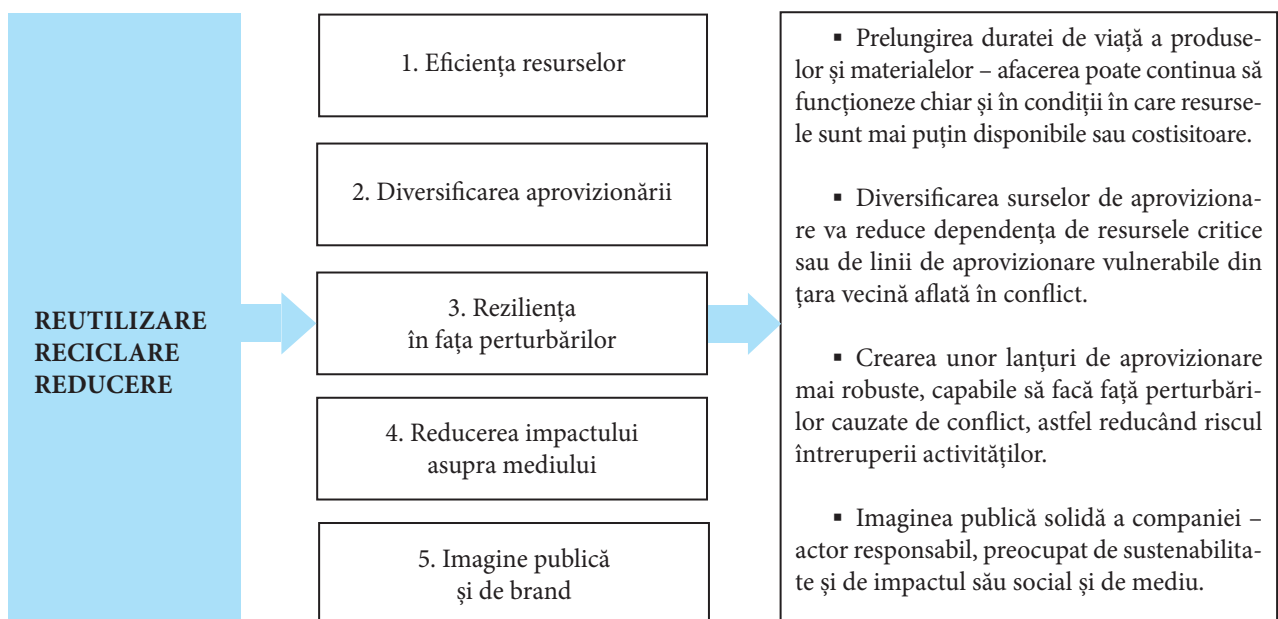 REUTILIZARE
RECICLARE
REDUCERE
1. Eficiența resurselor
2. Diversificarea aprovizionării
3. Reziliența
în fața perturbărilor
4. Reducerea impactului
asupra mediului
5. Imagine publică
și de brand
▪ Prelungirea duratei de viață a produse-
lor și materialelor – afacerea poate continua să
funcționeze chiar și în condiții în care resurse-
le sunt mai puțin disponibile sau costisitoare.
▪ Diversificarea surselor de aproviziona-
re va reduce dependența de resursele critice
sau de linii de aprovizionare vulnerabile din
țara vecină aflată în conflict.
▪ Crearea unor lanțuri de aprovizionare
mai robuste, capabile să facă față perturbări-
lor cauzate de conflict, astfel reducând riscul
întreruperii activităților.
▪ Imaginea publică solidă a companiei –
actor responsabil, preocupat de sustenabilita-
te și de impactul său social și de mediu.